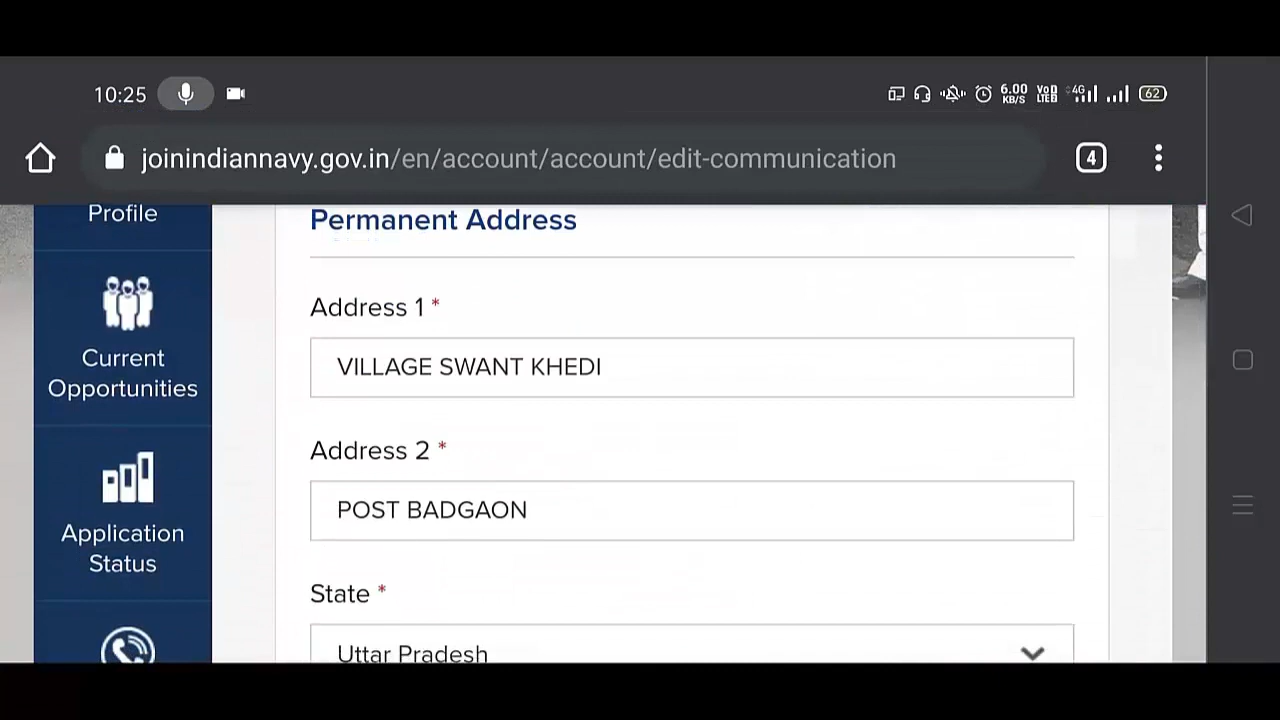 10:25
6.00
KB/S
Vo
LTE
4G
62
joinindiannavy.gov.in/en/account/account/edit-communication
4
Profile
Current
Opportunities
Application
Status
Permanent Address
Address 1 *
VILLAGE SWANT KHEDI
Address 2 *
POST BADGAON
State *
Uttar Pradesh